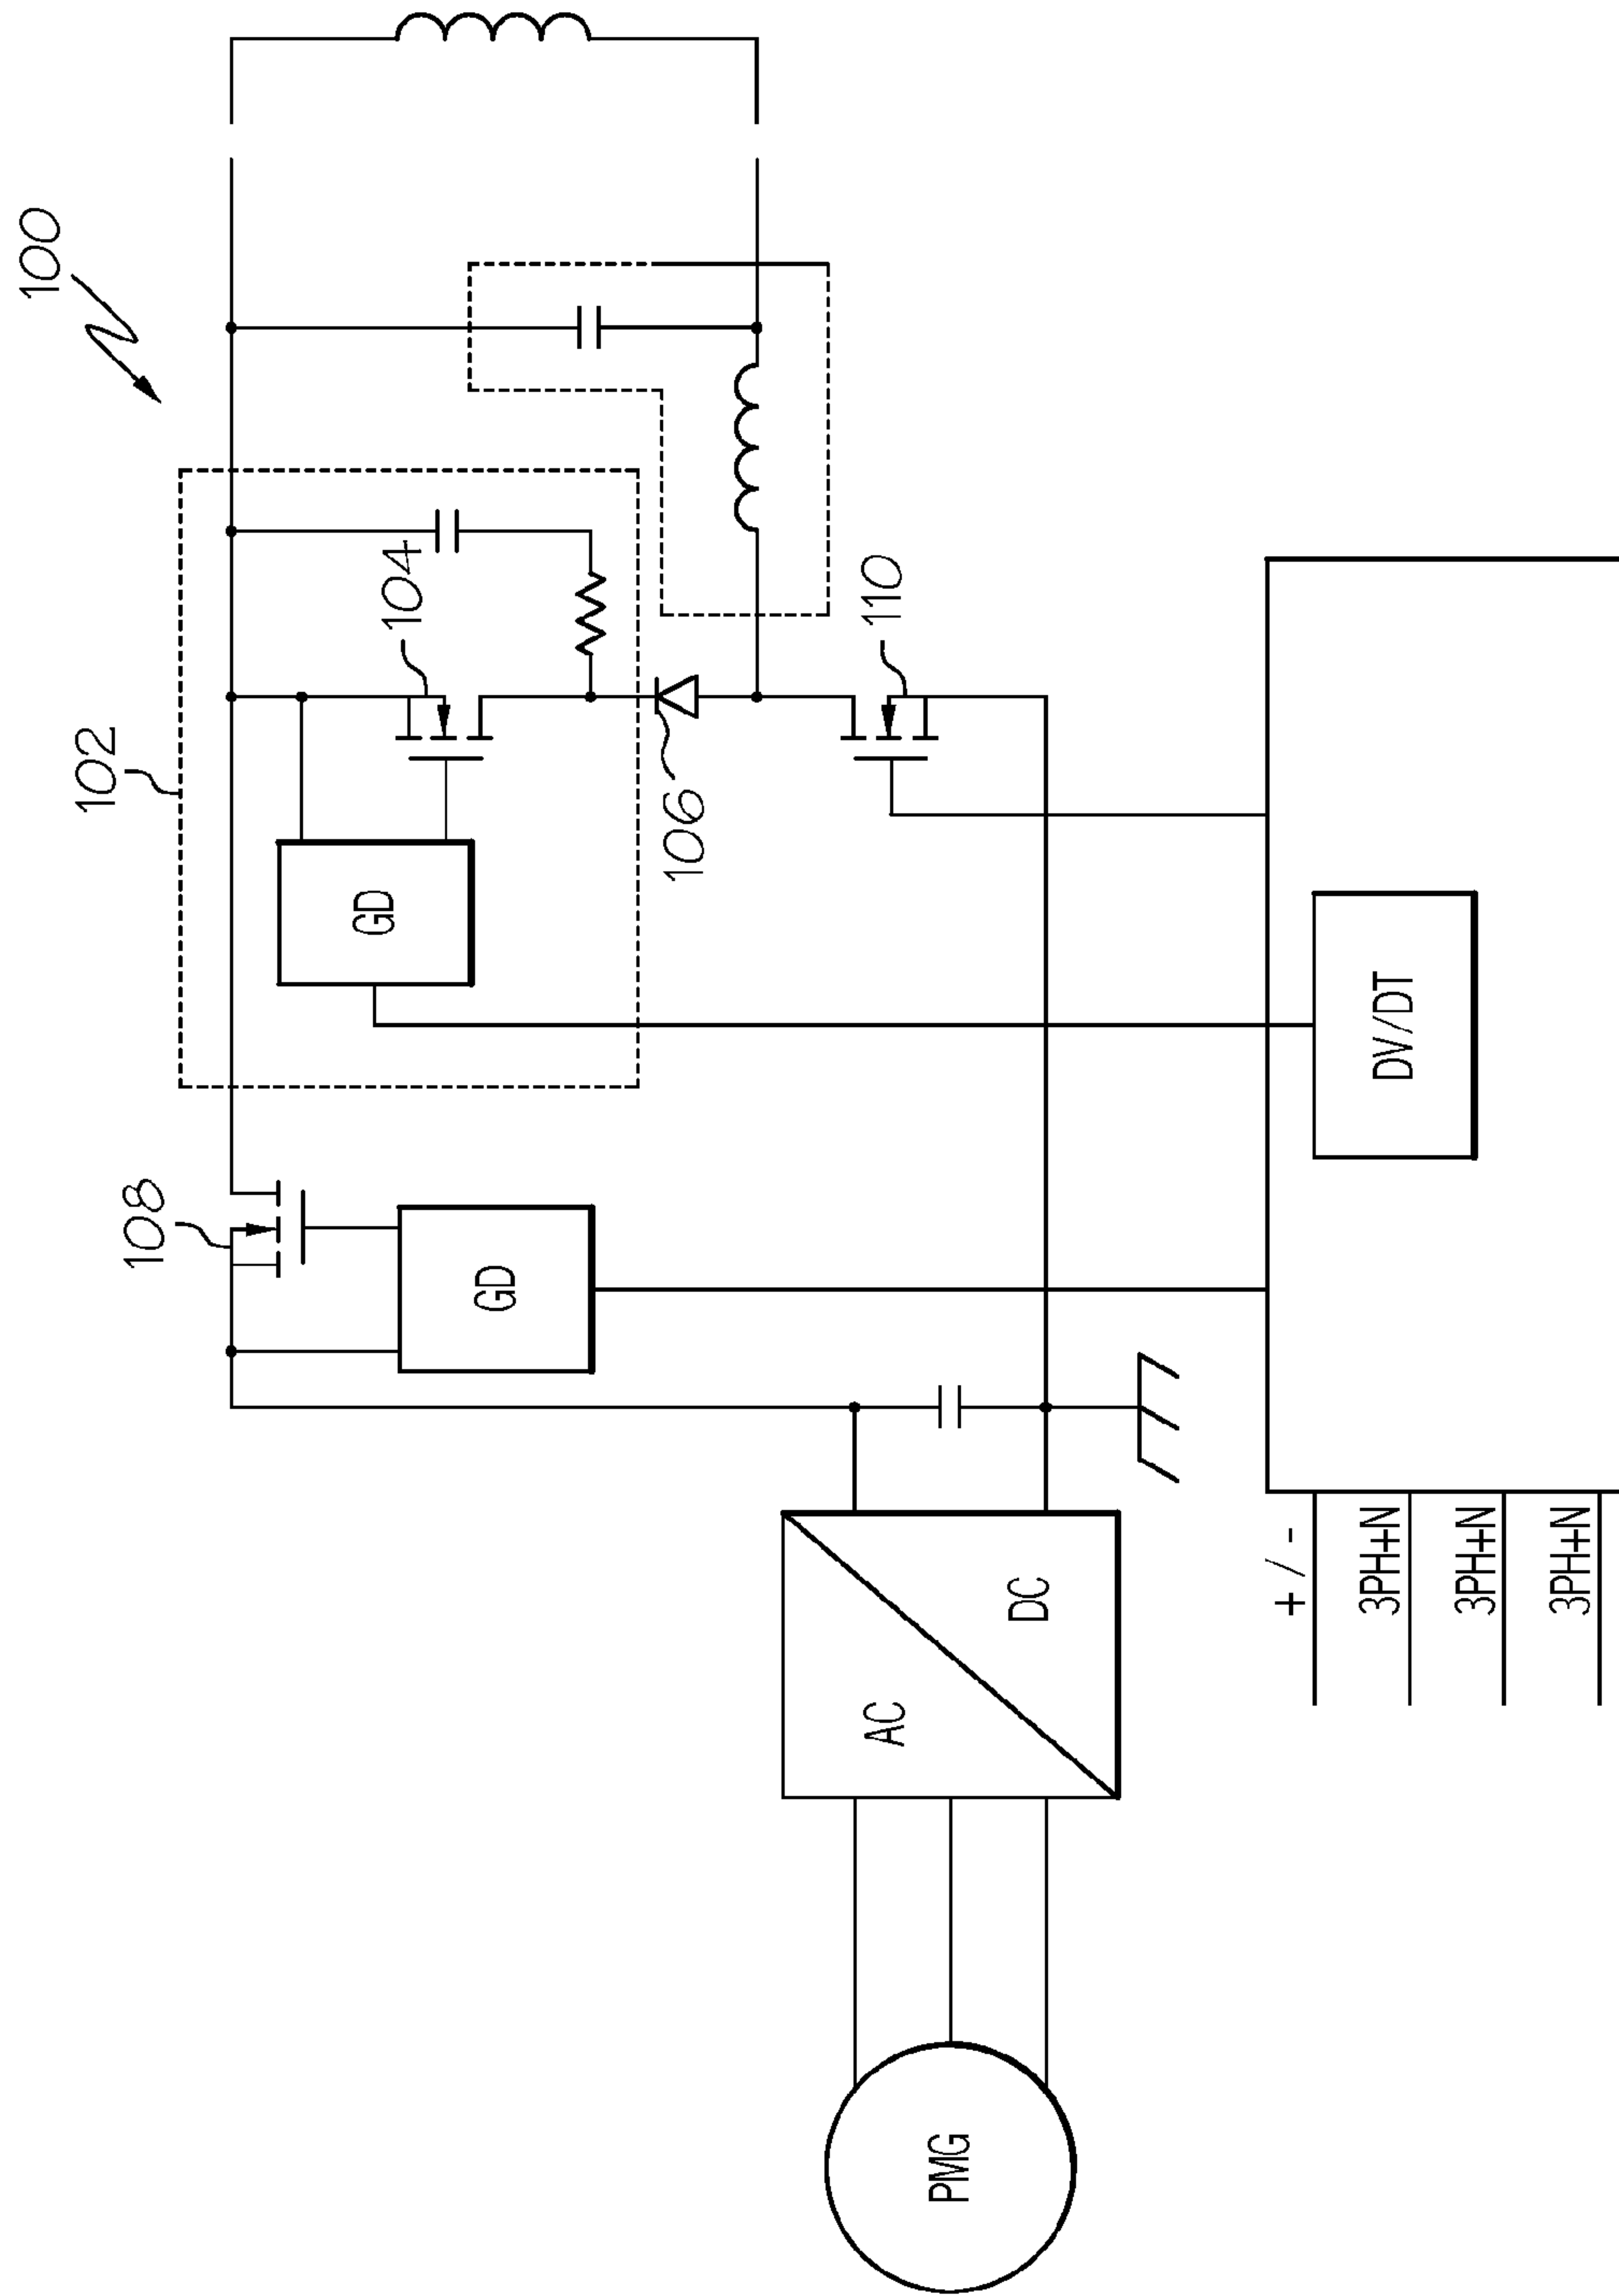 100
102
104
106
108
110
GD
GD
DV/DT
AC
DC
PMG
+/-
3PH+N
3PH+N
3PH+N